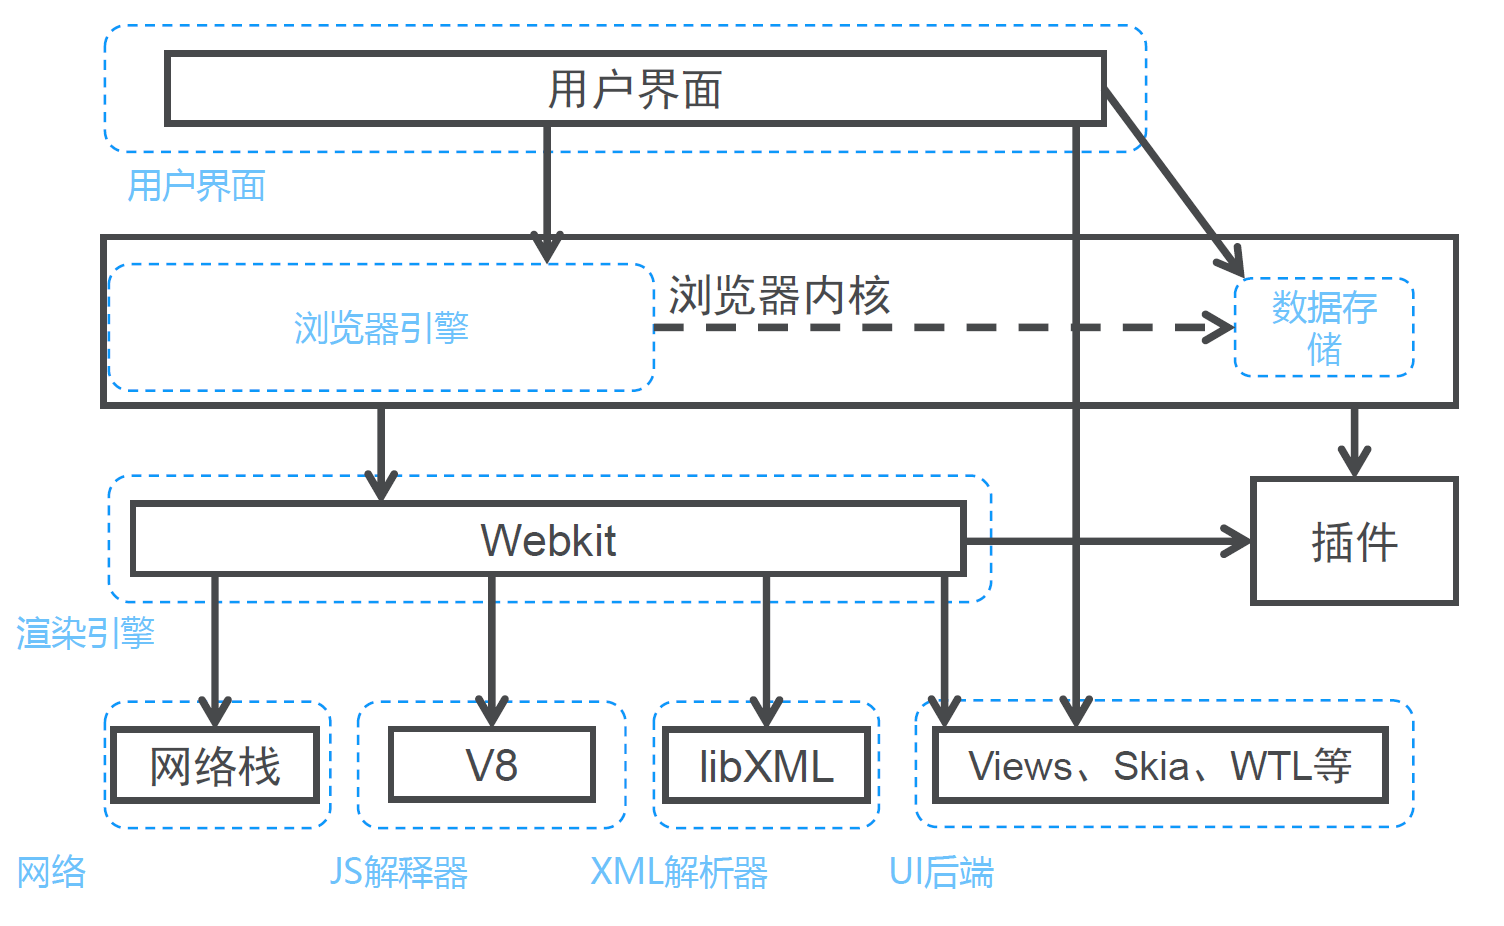 用户界面
用户界面
浏览器内核
浏览器引擎
数据存
储
Webkit
插件
渲染引擎
网络栈
V8
libXML
Views、Skia、WTL等
网络
JS解释器
XML解析器
UI后端